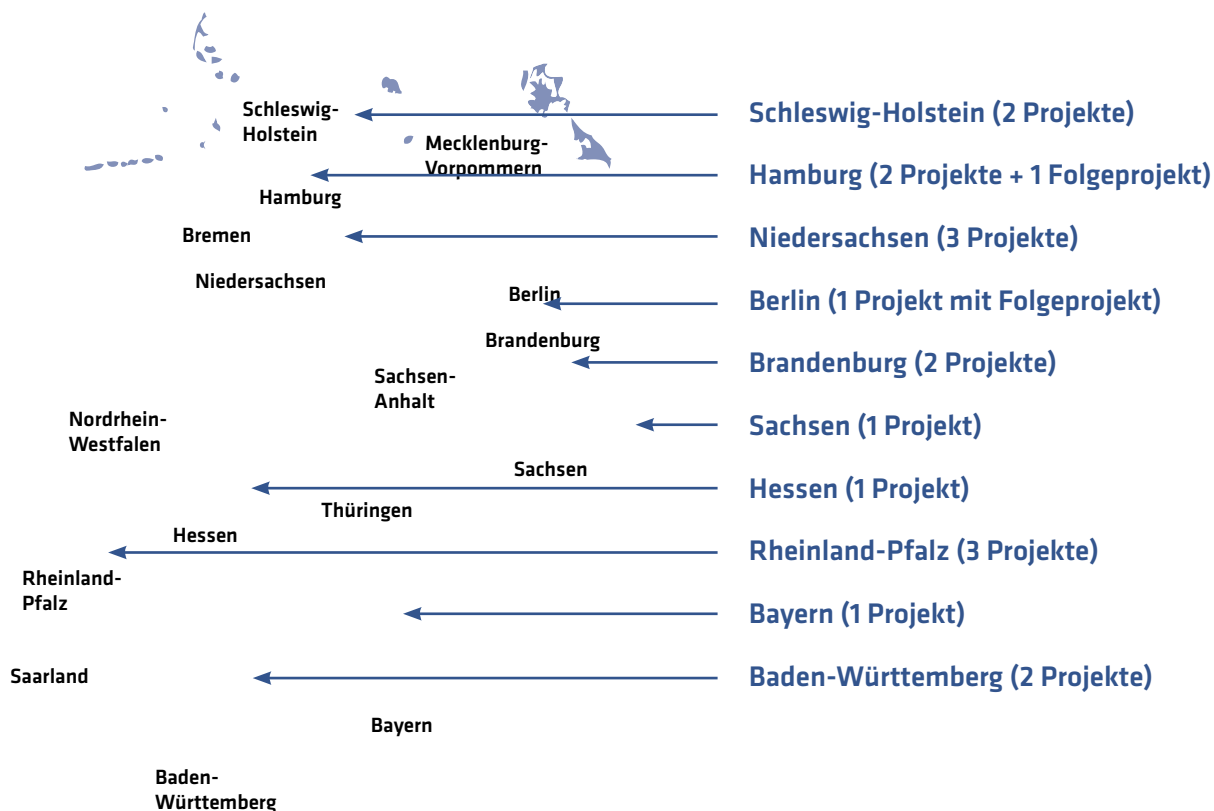 Schleswig-
Holstein
Schleswig-Holstein (2 Projekte)
Mecklenburg-
Vorpommern
Hamburg (2 Projekte + 1 Folgeprojekt)
Hamburg
Bremen
Niedersachsen (3 Projekte)
Niedersachsen
Berlin
Berlin (1 Projekt mit Folgeprojekt)
Brandenburg
Brandenburg (2 Projekte)
Sachsen-
Anhalt
Nordrhein-
Westfalen
Sachsen (1 Projekt)
Sachsen
Hessen (1 Projekt)
Thüringen
Hessen
Rheinland-Pfalz (3 Projekte)
Rheinland-
Pfalz
Bayern (1 Projekt)
Saarland
Baden-Württemberg (2 Projekte)
Bayern
Baden-
Württemberg